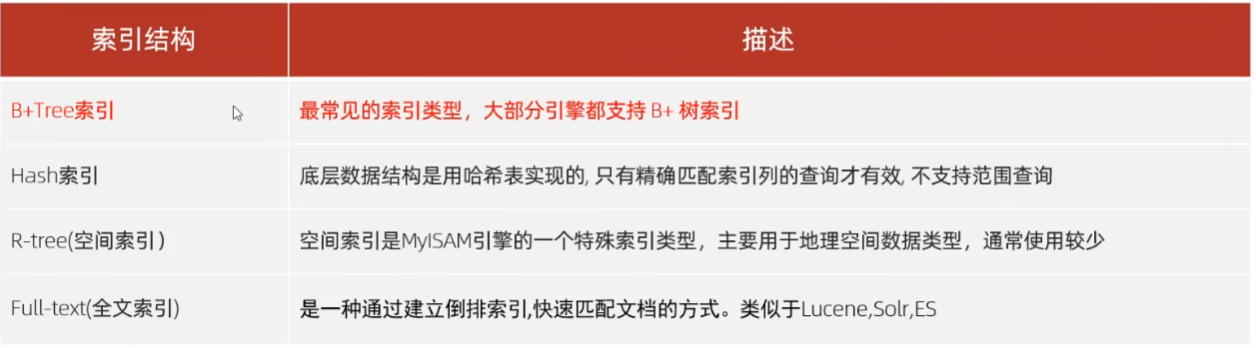 索引结构 描述
B+Tree索引 最常见的索引类型，大部分引擎都支持 B+ 树索引
Hash索引 底层数据结构是用哈希表实现的, 只有精确匹配索引列的查询才有效, 不支持范围查询
R-tree(空间索引） 空间索引是MyISAM引擎的一个特殊索引类型，主要用于地理空间数据类型，通常使用较少
Full-text(全文索引) 是一种通过建立倒排索引,快速匹配文档的方式。类似于Lucene,Solr,ES